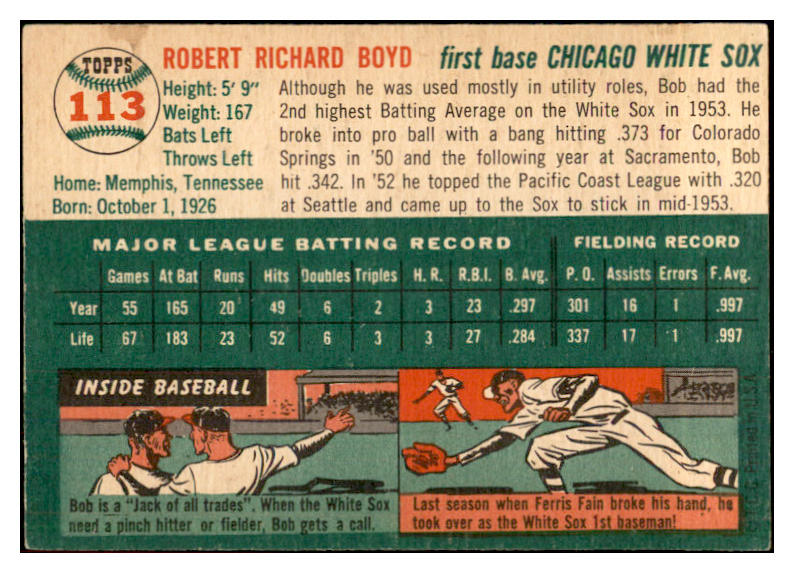 TOPPS
113
ROBERT RICHARD BOYD first base CHICAGO WHITE SOX
Height: 5' 9"
Weight: 167
Bats Left
Throws Left
Home: Memphis, Tennessee
Born: October 1, 1926
Although he was used mostly in utility roles, Bob had the
2nd highest Batting Average on the White Sox in 1953. He
broke into pro ball with a bang hitting .373 for Colorado
Springs in '50 and the following year at Sacramento, Bob
hit .342. In '52 he topped the Pacific Coast League with .320
at Seattle and came up to the Sox to stick in mid-1953.
MAJOR LEAGUE BATTING RECORD FIELDING RECORD
Games At Bat Runs Hits Doubles Triples H. R. R.B.I. B. Avg. P. O. Assists Errors F. Avg.
Year 55 165 20 49 6 2 3 23 .297 301 16 1 .997
Life 67 183 23 52 6 3 3 27 .284 337 17 1 .997
INSIDE BASEBALL
Bob is a "Jack of all trades". When the White Sox
need a pinch hitter or fielder, Bob gets a call.
Last season when Ferris Fain broke his hand, he
took over as the White Sox 1st baseman!
Printed in U.S.A.